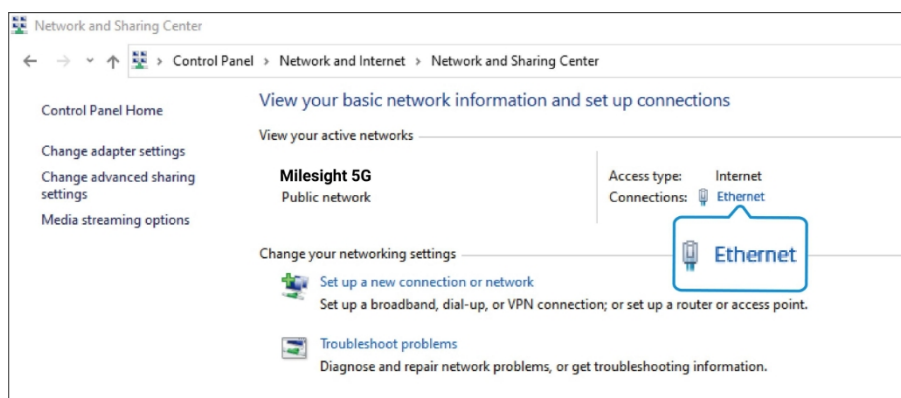 Network and Sharing Center
Control Panel > Network and Internet > Network and Sharing Center
Control Panel Home
Change adapter settings
Change advanced sharing
settings
Media streaming options
View your basic network information and set up connections
View your active networks
Milesight 5G
Public network
Access type: Internet
Connections: Ethernet
Ethernet
Change your networking settings
Set up a new connection or network
Set up a broadband, dial-up, or VPN connection; or set up a router or access point.
Troubleshoot problems
Diagnose and repair network problems, or get troubleshooting information.